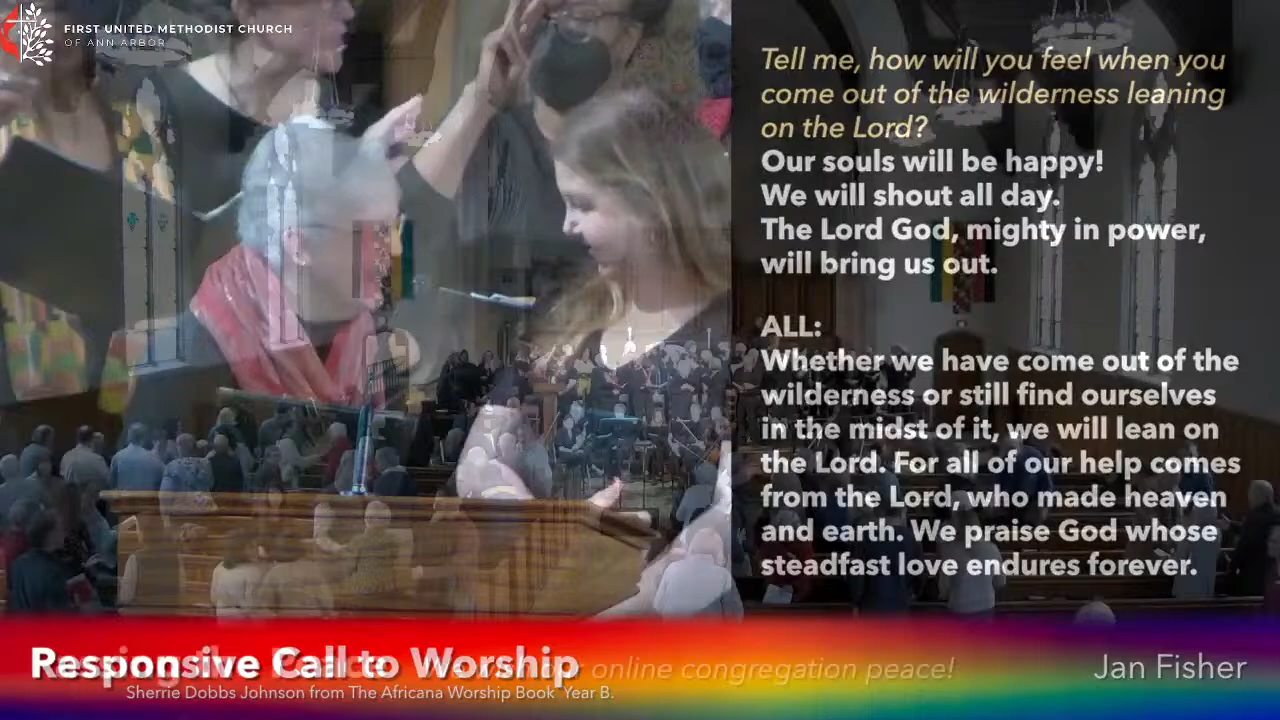 FIRST UNITED METHODIST CHURCH
OF ANN ARBOR
Tell me, how will you feel when you
come out of the wilderness leaning
on the Lord?
Our souls will be happy!
We will shout all day.
The Lord God, mighty in power,
will bring us out.
ALL:
Whether we have come out of the
wilderness or still find ourselves
in the midst of it, we will lean on
the Lord. For all of our help comes
from the Lord, who made heaven
and earth. We praise God whose
steadfast love endures forever.
Responsive Call to Worship
online congregation peace!
Jan Fisher
Sherrie Dobbs Johnson from The Africana Worship Book Year B.